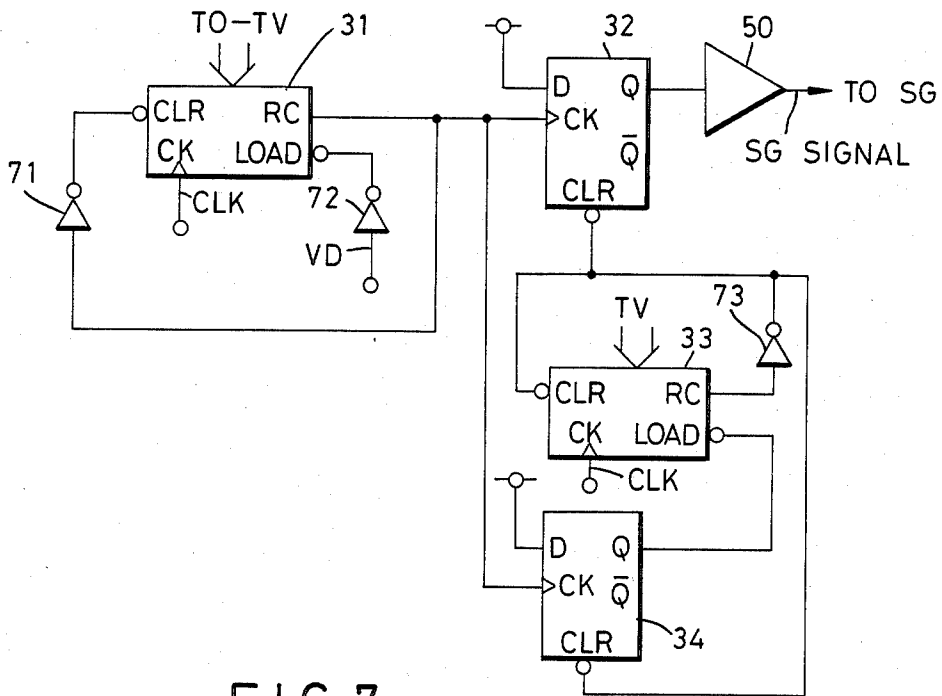 TO-TV
31
CLR
RC
CK
LOAD
71
CLK
72
VD
32
D
Q
CK
Q̅
CLR
50
TO SG
SG SIGNAL
TV
33
73
CLR
RC
CK
LOAD
CLK
D
Q
CK
Q̅
CLR
34
FIG.7